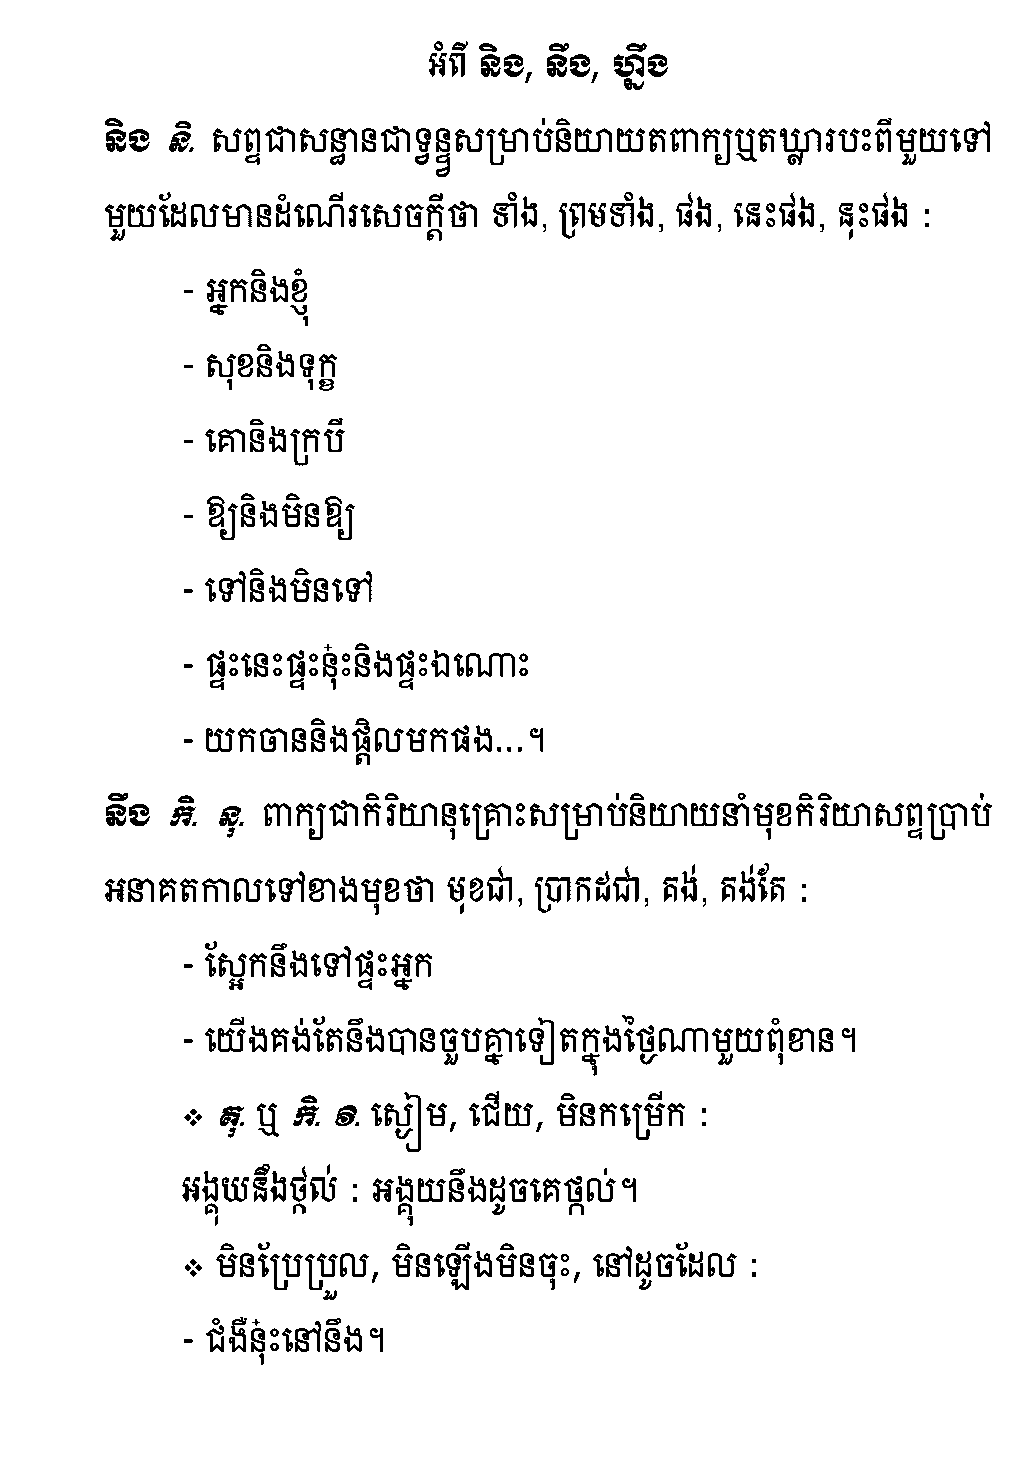 អំពី និង, នឹង, ហ្នឹង
និង និ. សព្ទជាសន្ធានជាទ្វន្ទ្វសម្រាប់និយាយតពាក្យឬតឃ្លារបះពីមួយទៅ
មួយដែលមានដំណើរសេចក្តីថា ទាំង, ព្រមទាំង, ផង, នេះផង, នុះផង :
- អ្នកនិងខ្ញុំ
- សុខនិងទុក្ខ
- គោនិងក្របី
- ឱ្យនិងមិនឱ្យ
- ទៅនិងមិនទៅ
- ផ្ទះនេះផ្ទះនុ៎ះនិងផ្ទះឯណោះ
- យកចាននិងផ្តិលមកផង...។
នឹង កិ. នុ. ពាក្យជាកិរិយានុគ្រោះសម្រាប់និយាយនាំមុខកិរិយាសព្ទប្រាប់
អនាគតកាលទៅខាងមុខថា មុខជា, ប្រាកដជា, គង់, គង់តែ :
- ស្អែកនឹងទៅផ្ទះអ្នក
- យើងគង់តែនឹងបានចួបគ្នាទៀតក្នុងថ្ងៃណាមួយពុំខាន។
❖ គុ. ឬ កិ. ១. ស្ងៀម, ជើយ, មិនកម្រើក :
អង្គុយនឹងថ្កល់ : អង្គុយនឹងដូចគេថ្កល់។
❖ មិនប្រែប្រួល, មិនឡើងមិនចុះ, នៅដូចដែល :
- ជំងឺនុ៎ះនៅនឹង។